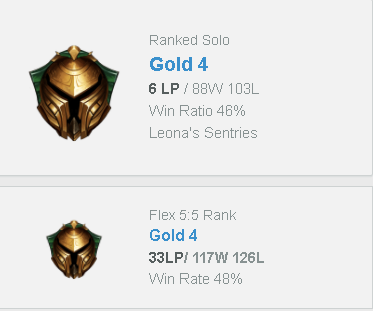 Ranked Solo
Gold 4
6 LP / 88W 103L
Win Ratio 46%
Leona's Sentries
Flex 5:5 Rank
Gold 4
33LP/ 117W 126L
Win Rate 48%